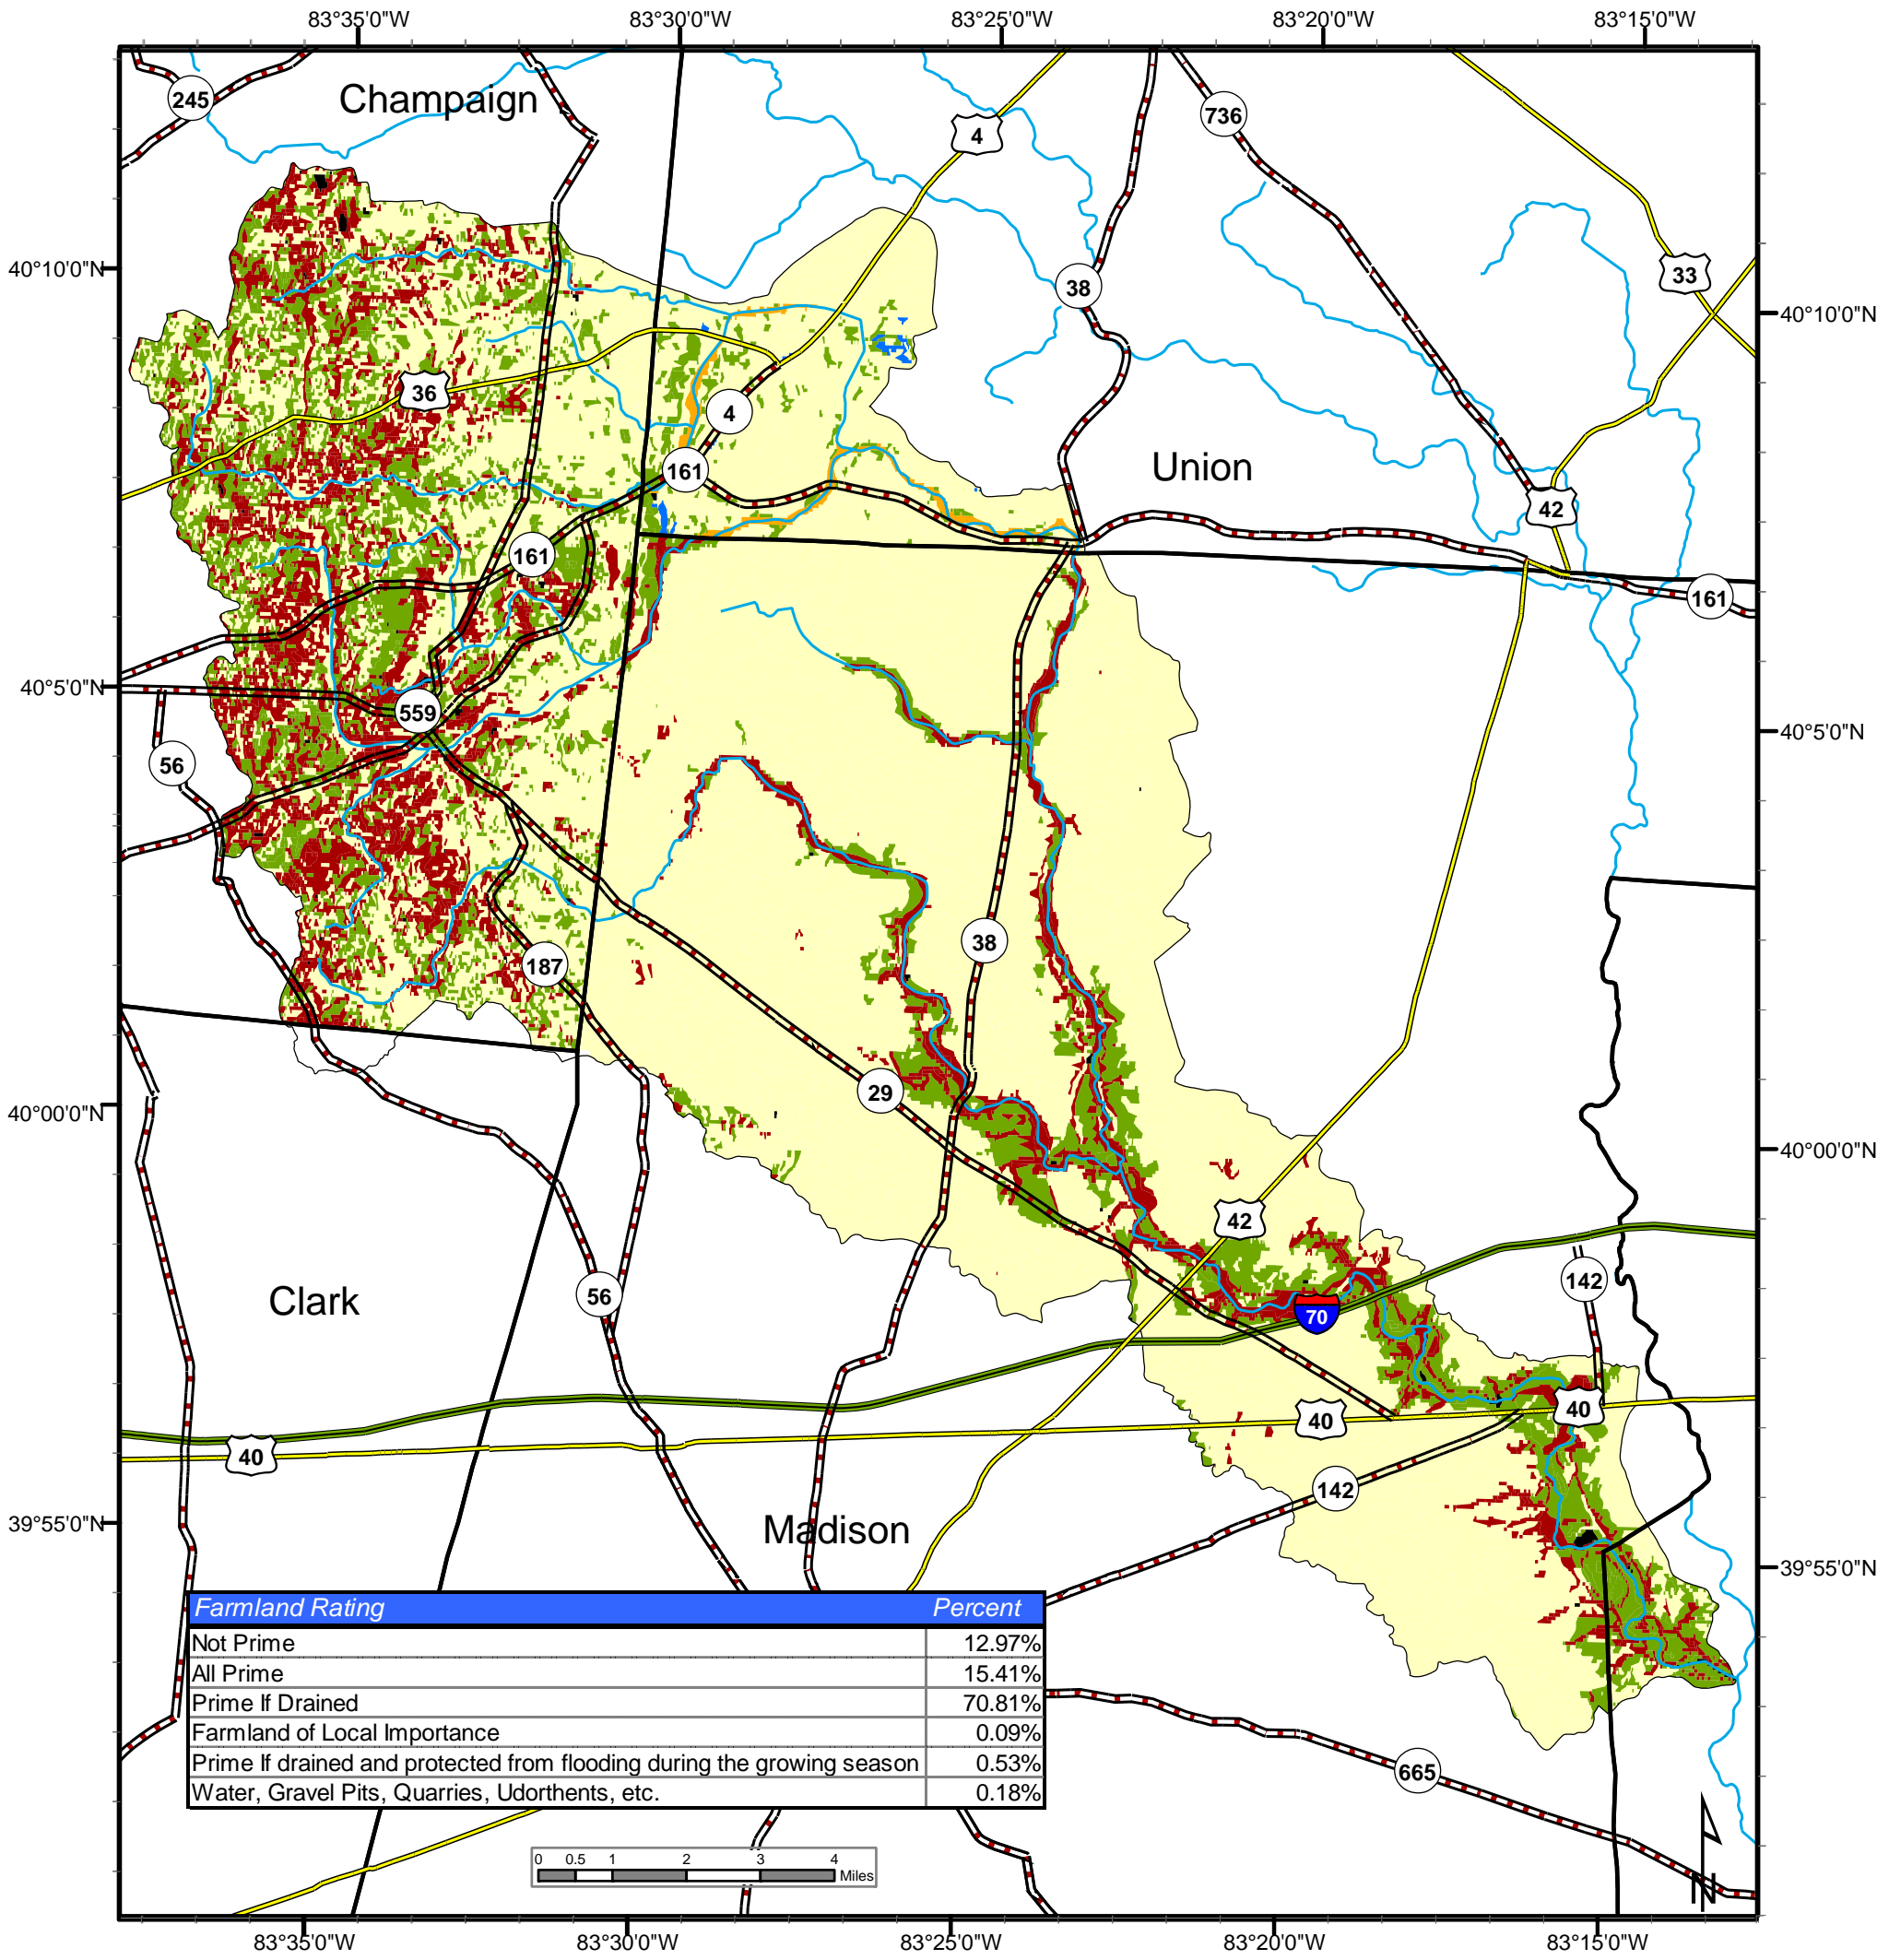 83°35'0"W 83°30'0"W 83°25'0"W 83°20'0"W 83°15'0"W
245
Champaign
4
736
40°10'0"N
38
33
40°10'0"N
36
4
161
Union
42
161
161
40°5'0"N
559
40°5'0"N
56
38
187
29
40°00'0"N
40°00'0"N
42
142
Clark
56
70
40
40
40
142
39°55'0"N
Madison
39°55'0"N
Farmland Rating Percent
Not Prime 12.97%
All Prime 15.41%
Prime If Drained 70.81%
Farmland of Local Importance 0.09%
Prime If drained and protected from flooding during the growing season 0.53%
Water, Gravel Pits, Quarries, Udorthents, etc. 0.18%
665
0 0.5 1 2 3 4
Miles
N
83°35'0"W 83°30'0"W 83°25'0"W 83°20'0"W 83°15'0"W